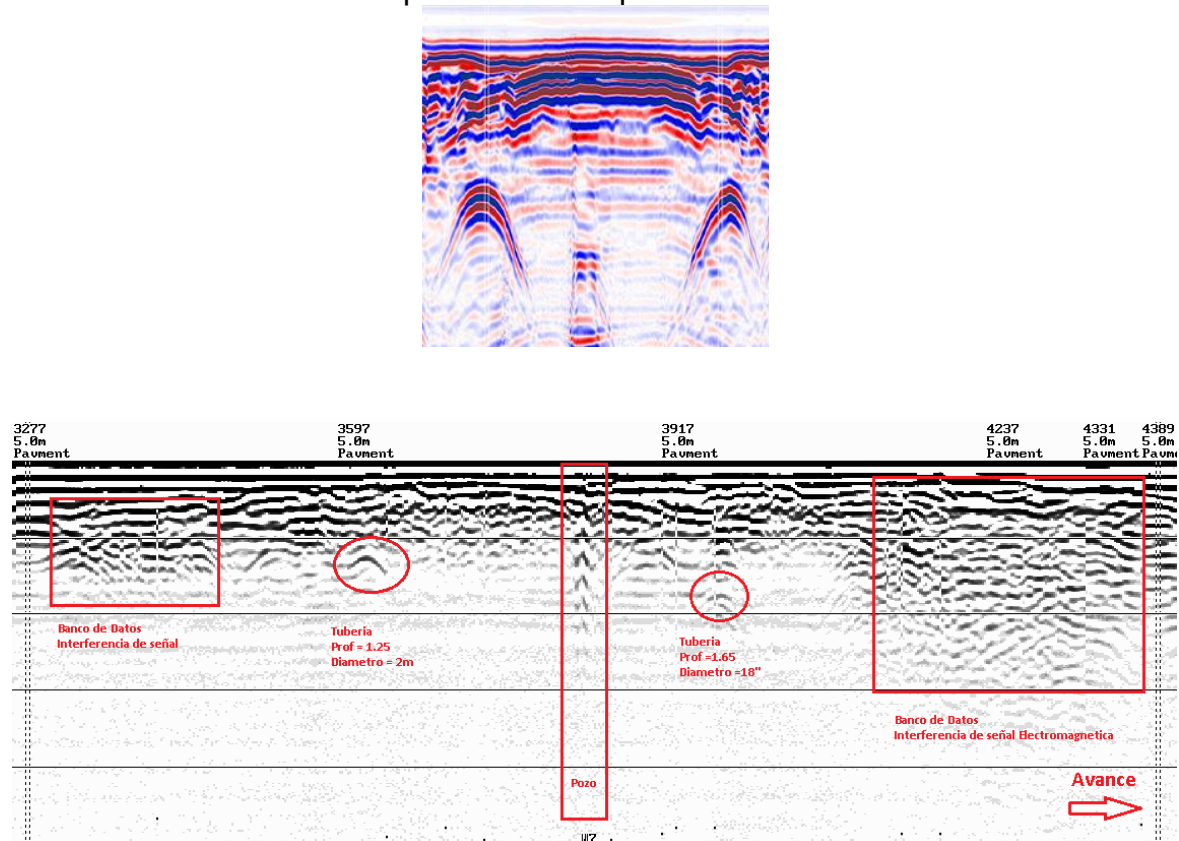 3277 3597 3917 4237 4331 4389
5.0m 5.0m 5.0m 5.0m 5.0m 5.0m
Pavment Pavment Pavment Pavment Pavment
Banco de Datos
Interferencia de señal
Tuberia
Prof = 1.25
Diametro = 2m
Tuberia
Prof =1.65
Diametro =18"
Banco de Datos
Interferencia de señal Electromagnetica
Pozo
Avance